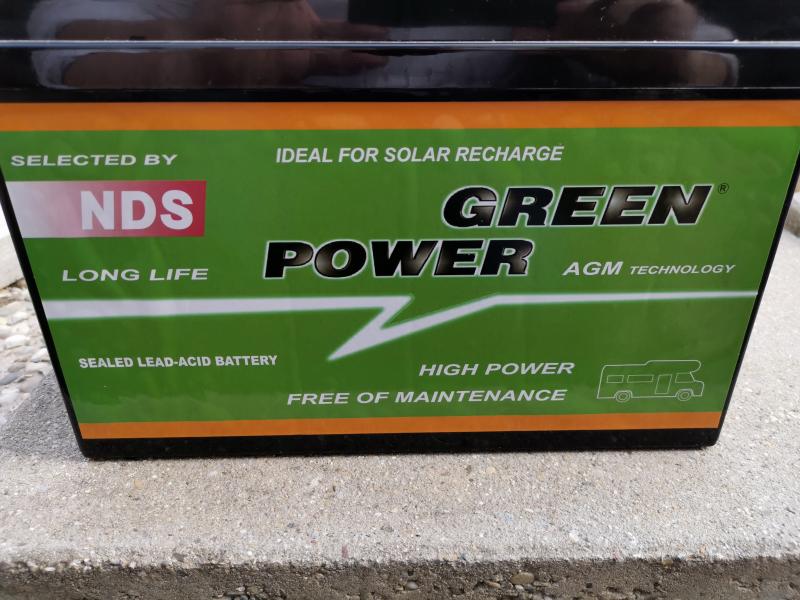 SELECTED BY
IDEAL FOR SOLAR RECHARGE
NDS
GREEN®
POWER
LONG LIFE
AGM TECHNOLOGY
SEALED LEAD-ACID BATTERY
HIGH POWER
FREE OF MAINTENANCE